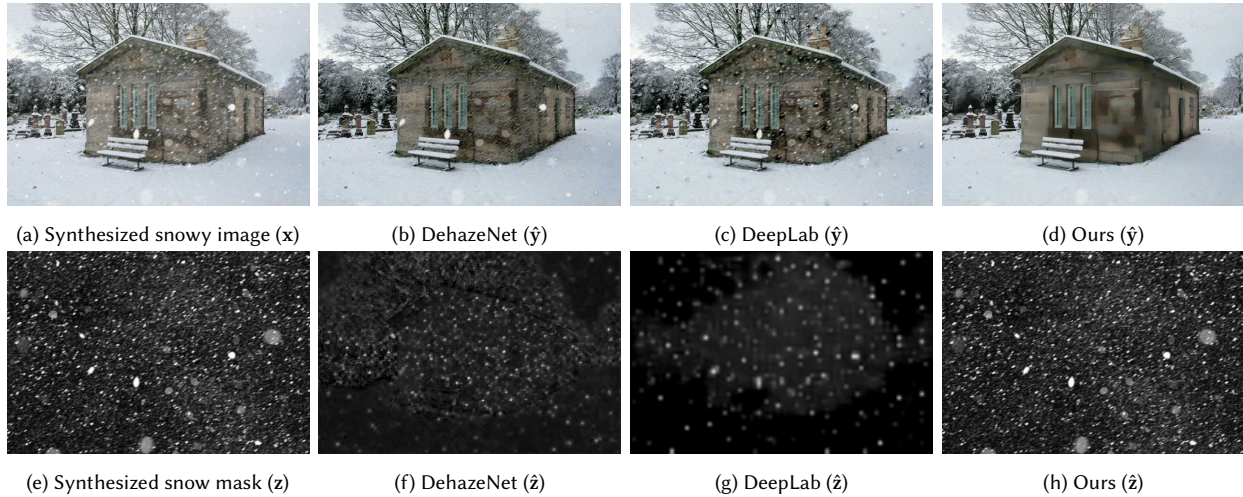 (a) Synthesized snowy image (x)
(b) DehazeNet (ŷ)
(c) DeepLab (ŷ)
(d) Ours (ŷ)
(e) Synthesized snow mask (z)
(f) DehazeNet (ẑ)
(g) DeepLab (ẑ)
(h) Ours (ẑ)